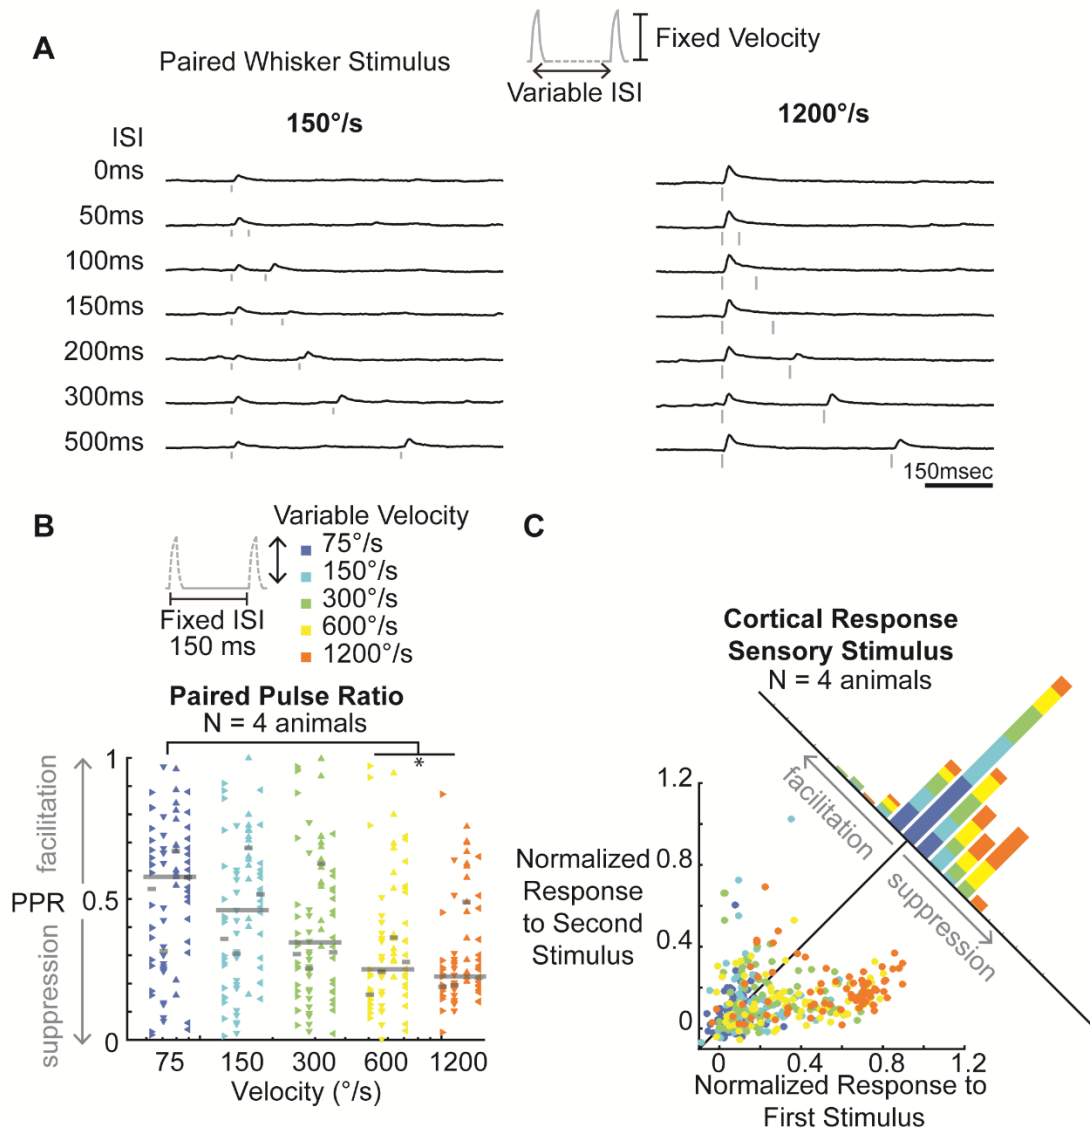 A
Paired Whisker Stimulus
Fixed Velocity
Variable ISI
150°/s
1200°/s
ISI
0ms
50ms
100ms
150ms
200ms
300ms
500ms
150msec
B
Variable Velocity
75°/s
150°/s
300°/s
600°/s
1200°/s
Fixed ISI
150 ms
Paired Pulse Ratio
N = 4 animals
*
1
0.5
0
facilitation
PPR
suppression
75
150
300
600
1200
Velocity (°/s)
C
Cortical Response
Sensory Stimulus
N = 4 animals
facilitation
suppression
1.2
0.8
0.4
0
Normalized
Response
to Second
Stimulus
0
0.4
0.8
1.2
Normalized Response to
First Stimulus